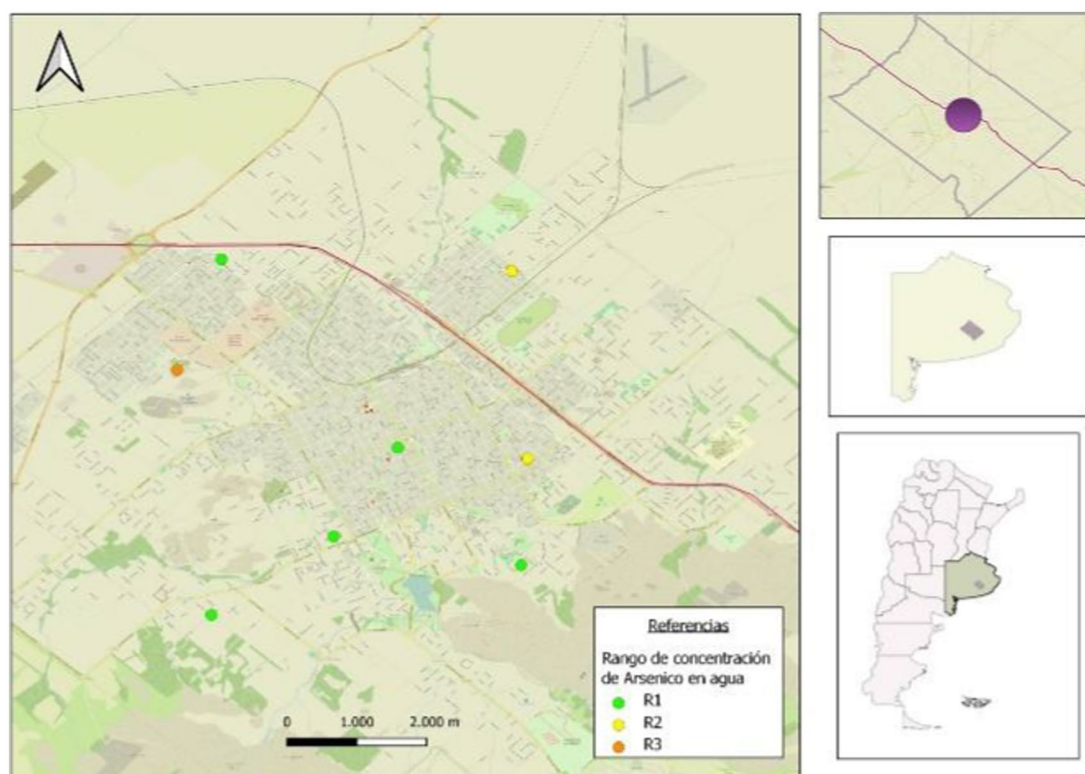 Referencias
Rango de concentración
de Arsenico en agua
R1
R2
R3
0 1.000 2.000 m